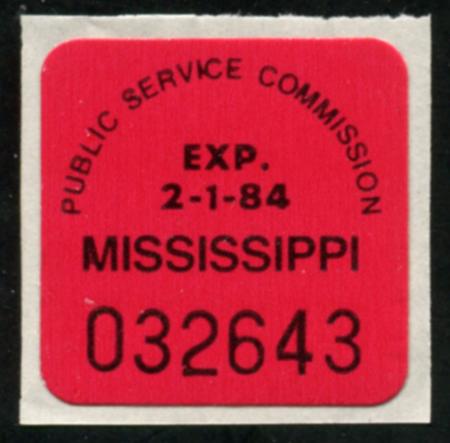 PUBLIC SERVICE COMMISSION
EXP.
2-1-84
MISSISSIPPI
032643